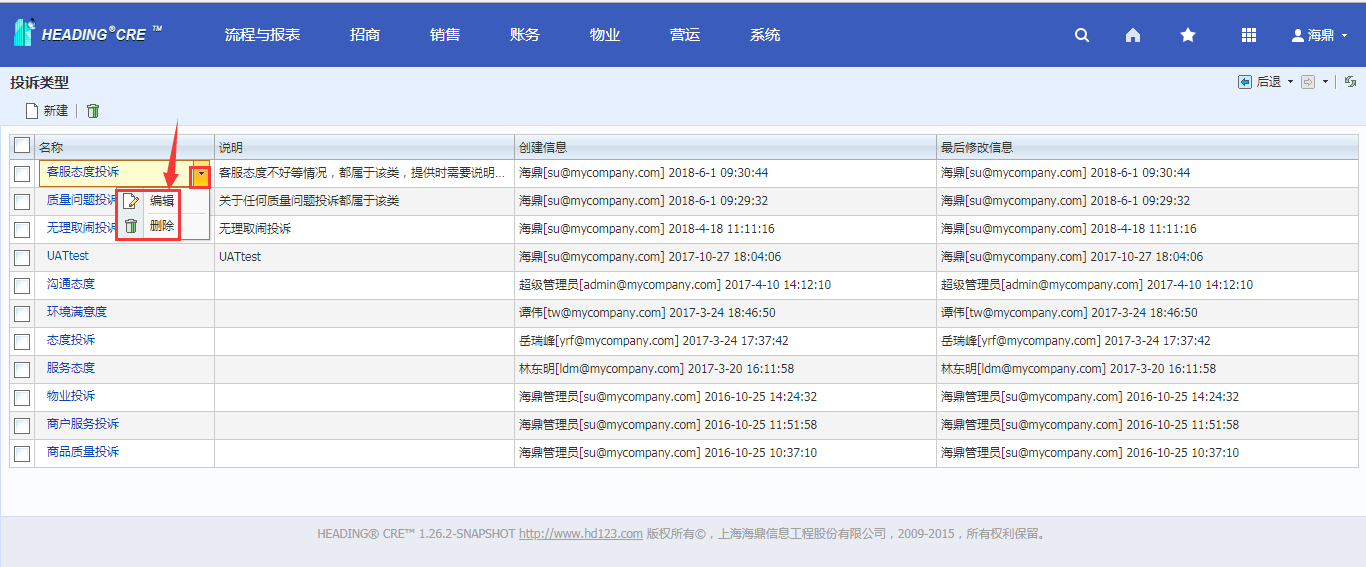 HEADING®CRE ™ 流程与报表 招商 销售 账务 物业 营运 系统 海鼎
投诉类型 后退
新建
名称 说明 创建信息 最后修改信息
客服态度投诉 客服态度不好等情况，都属于该类，提供时需要说明... 海鼎[su@mycompany.com] 2018-6-1 09:30:44 海鼎[su@mycompany.com] 2018-6-1 09:30:44
质量问题投诉 关于任何质量问题投诉都属于该类 海鼎[su@mycompany.com] 2018-6-1 09:29:32 海鼎[su@mycompany.com] 2018-6-1 09:29:32
编辑
无理取闹投诉 无理取闹投诉 海鼎[su@mycompany.com] 2018-4-18 11:11:16 海鼎[su@mycompany.com] 2018-4-18 11:11:16
删除
UATtest UATtest 海鼎[su@mycompany.com] 2017-10-27 18:04:06 海鼎[su@mycompany.com] 2017-10-27 18:04:06
沟通态度 超级管理员[admin@mycompany.com] 2017-4-10 14:12:10 超级管理员[admin@mycompany.com] 2017-4-10 14:12:10
环境满意度 谭伟[tw@mycompany.com] 2017-3-24 18:46:50 谭伟[tw@mycompany.com] 2017-3-24 18:46:50
态度投诉 岳瑞峰[yrf@mycompany.com] 2017-3-24 17:37:42 岳瑞峰[yrf@mycompany.com] 2017-3-24 17:37:42
服务态度 林东明[ldm@mycompany.com] 2017-3-20 16:11:58 林东明[ldm@mycompany.com] 2017-3-20 16:11:58
物业投诉 海鼎管理员[su@mycompany.com] 2016-10-25 14:24:32 海鼎管理员[su@mycompany.com] 2016-10-25 14:24:32
商户服务投诉 海鼎管理员[su@mycompany.com] 2016-10-25 11:51:58 海鼎管理员[su@mycompany.com] 2016-10-25 11:51:58
商品质量投诉 海鼎管理员[su@mycompany.com] 2016-10-25 10:37:10 海鼎管理员[su@mycompany.com] 2016-10-25 10:37:10
HEADING® CRE™ 1.26.2-SNAPSHOT http://www.hd123.com 版权所有©，上海海鼎信息工程股份有限公司，2009-2015，所有权利保留。